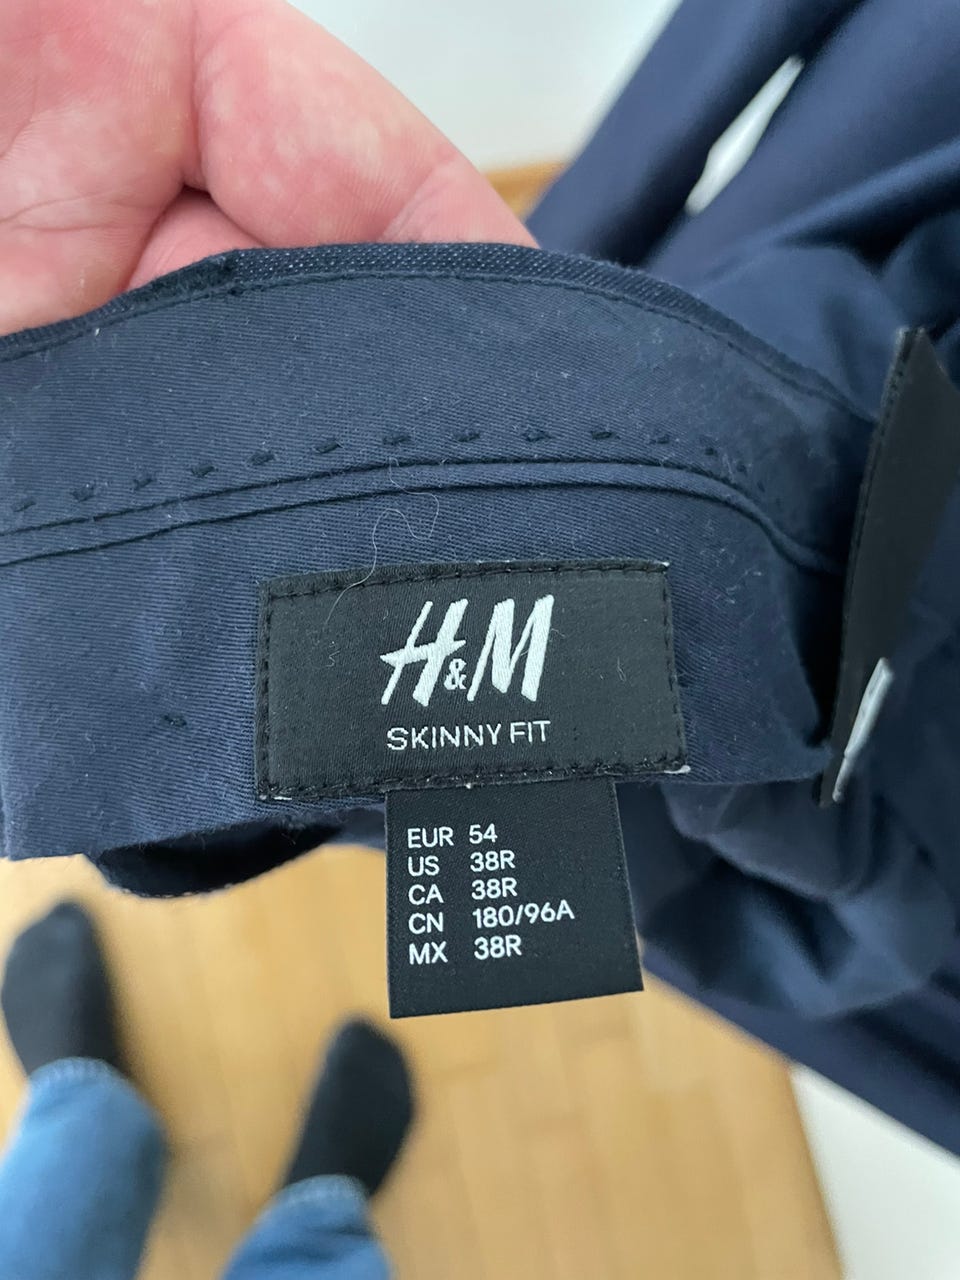 H&M
SKINNY FIT
EUR 54
US 38R
CA 38R
CN 180/96A
MX 38R